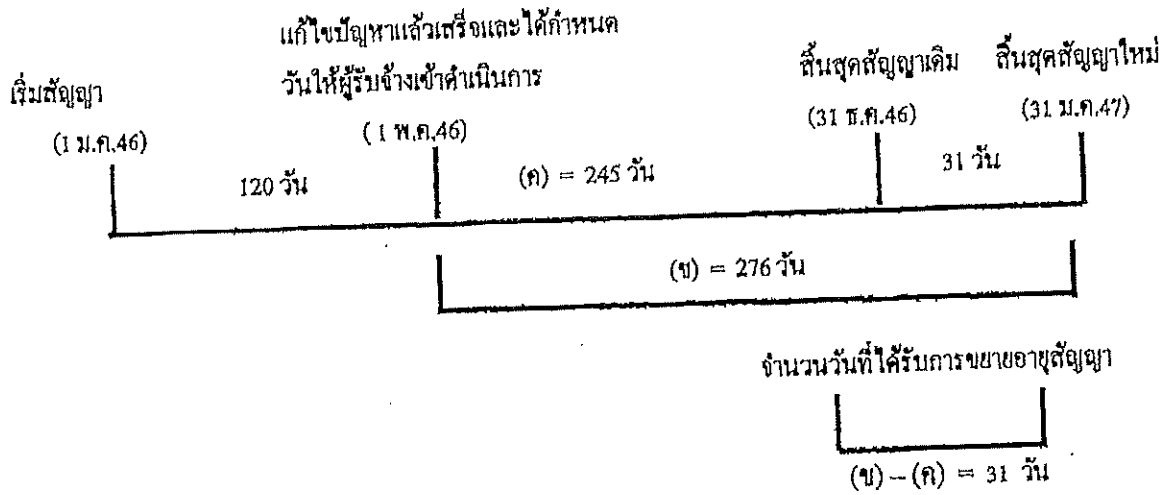 แก้ไขปัญหาแล้วเสร็จและได้กำหนด
วันให้ผู้รับจ้างเข้าดำเนินการ
เริ่มสัญญา
สิ้นสุดสัญญาเดิม
สิ้นสุดสัญญาใหม่
(1 ม.ค.46)
(1 พ.ค.46)
(31 ธ.ค.46)
(31 ม.ค.47)
120 วัน
(ค) = 245 วัน
31 วัน
(ข) = 276 วัน
จำนวนวันที่ได้รับการขยายอายุสัญญา
(ข) – (ค) = 31 วัน